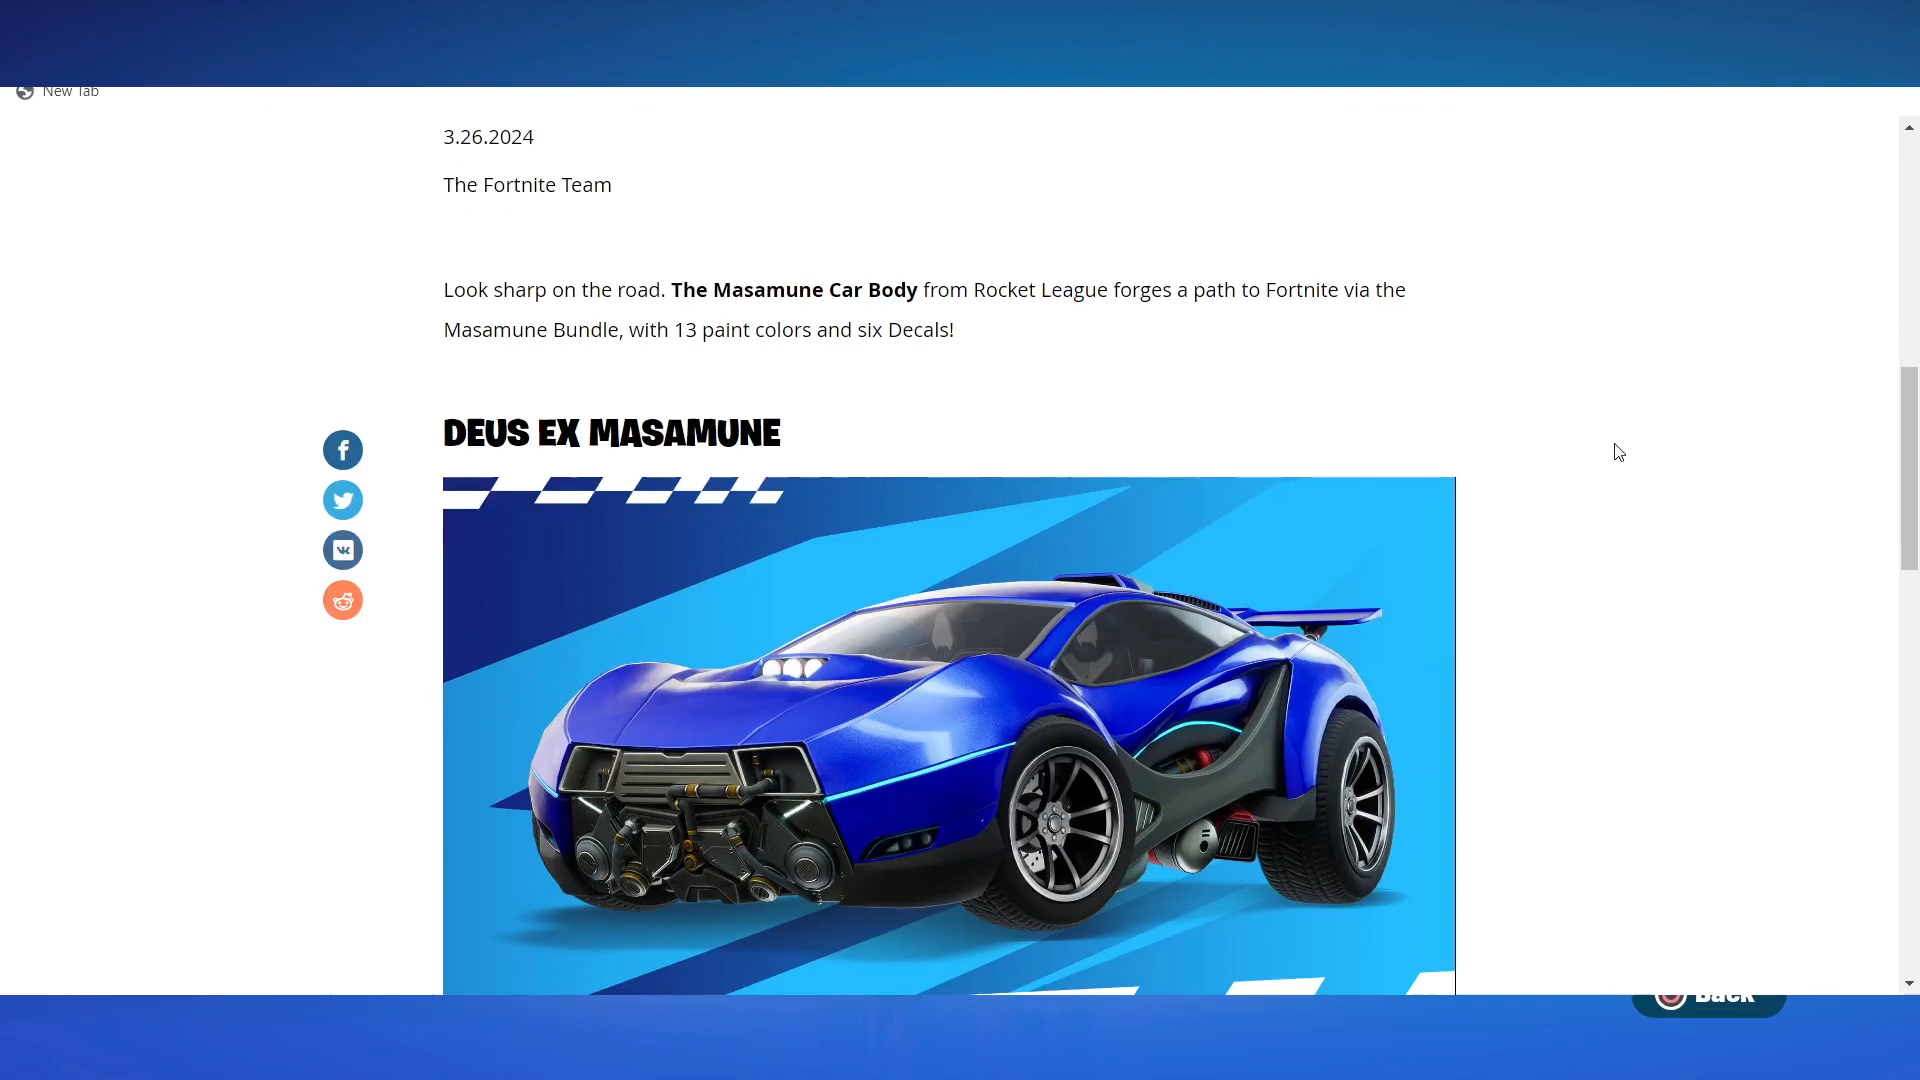 New Tab
3.26.2024
The Fortnite Team
Look sharp on the road. The Masamune Car Body from Rocket League forges a path to Fortnite via the
Masamune Bundle, with 13 paint colors and six Decals!
DEUS EX MASAMUNE
Back